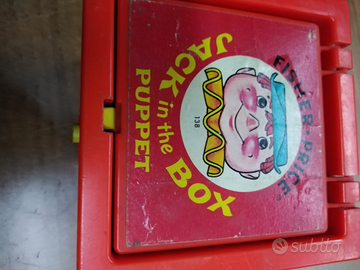 FISHER-PRICE
138
JACK in the BOX
PUPPET
subito